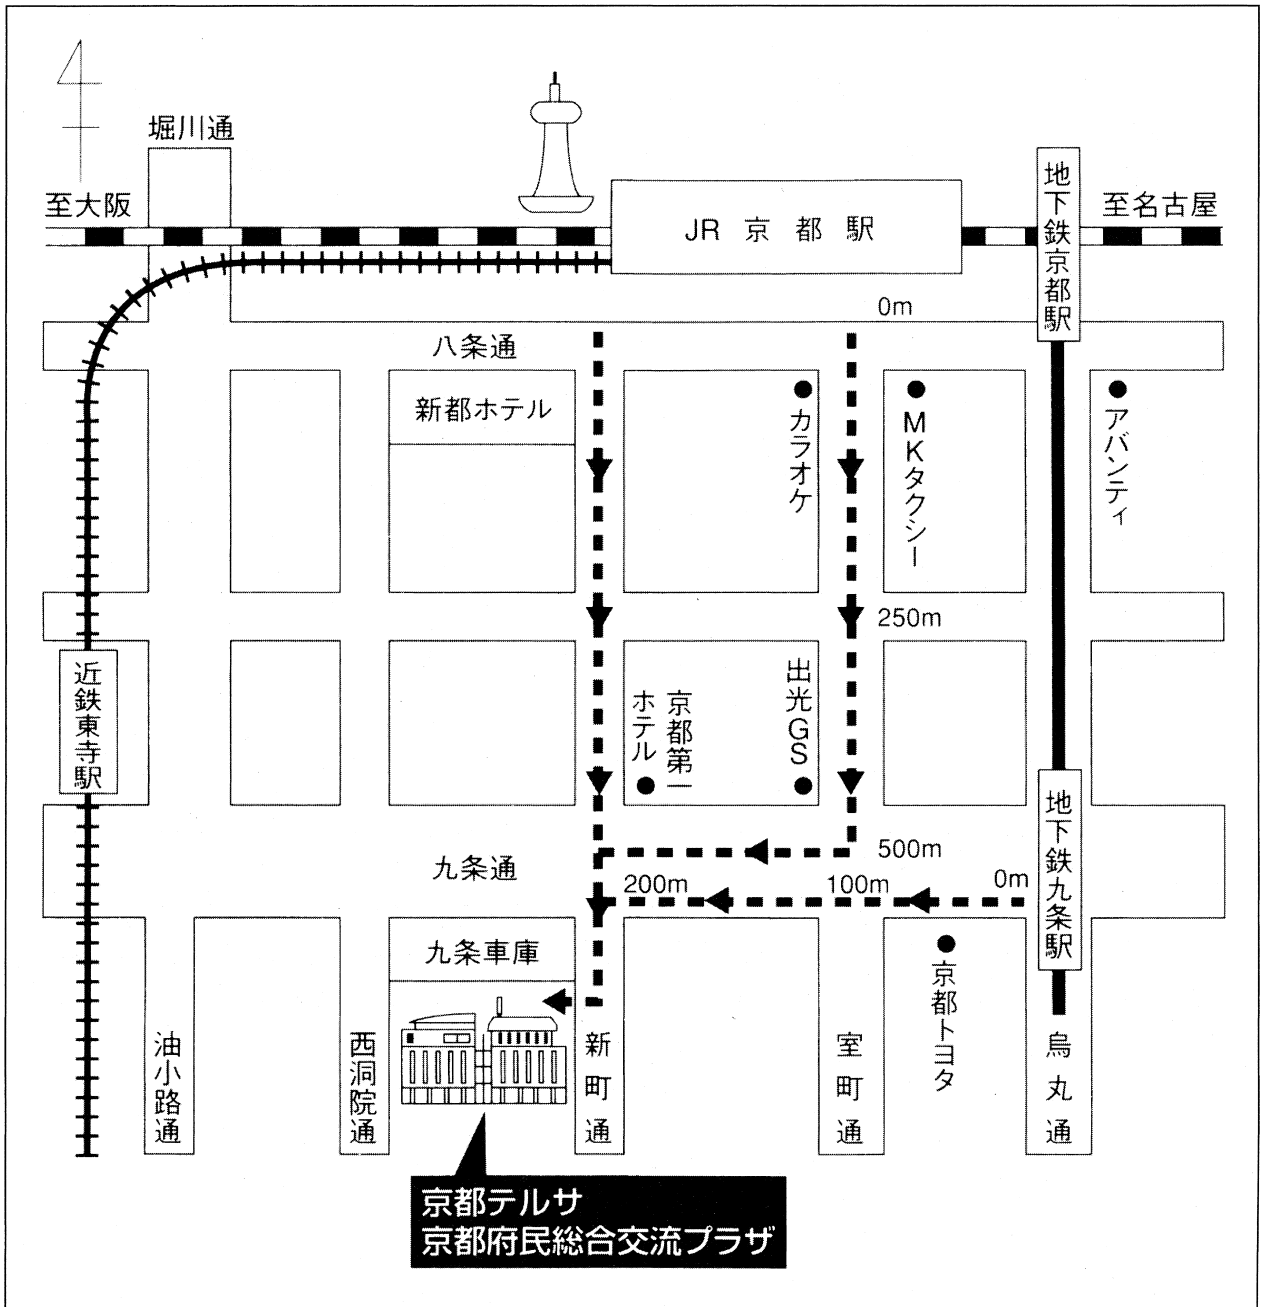 堀川通
至大阪
JR 京都駅
地下鉄京都駅
至名古屋
0m
八条通
新都ホテル
カラオケ
MKタクシー
アバンティ
250m
近鉄東寺駅
京都第一
ホテル
出光GS
地下鉄九条駅
九条通
500m
200m
100m
0m
九条車庫
京都トヨタ
油小路通
西洞院通
新町通
室町通
烏丸通
京都テルサ
京都府民総合交流プラザ